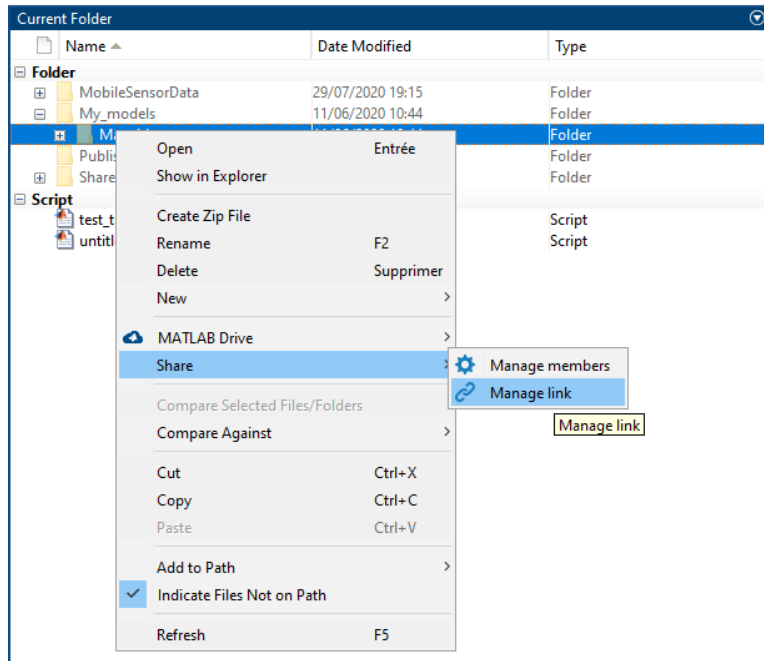 Current Folder
Name Date Modified Type
Folder
MobileSensorData 29/07/2020 19:15 Folder
My_models 11/06/2020 10:44 Folder
Folder
Folder
Share Folder
Script
test_t Script
Script
Open Entrée
Show in Explorer
Create Zip File
Rename F2
Delete Supprimer
New
MATLAB Drive
Share
Manage members
Manage link
Manage link
Compare Selected Files/Folders
Compare Against
Cut Ctrl+X
Copy Ctrl+C
Paste Ctrl+V
Add to Path
Indicate Files Not on Path
Refresh F5